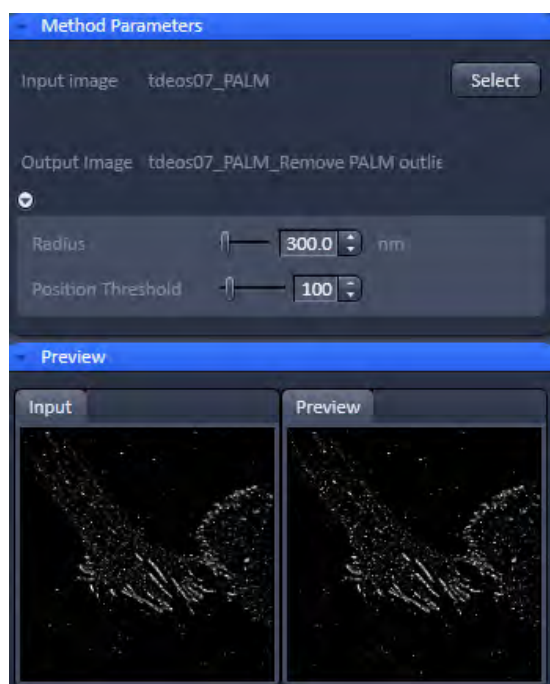 Method Parameters
Input image tdeos07_PALM Select
Output Image tdeos07_PALM_Remove PALM outlie
Radius 300.0 nm
Position Threshold 100
Preview
Input Preview